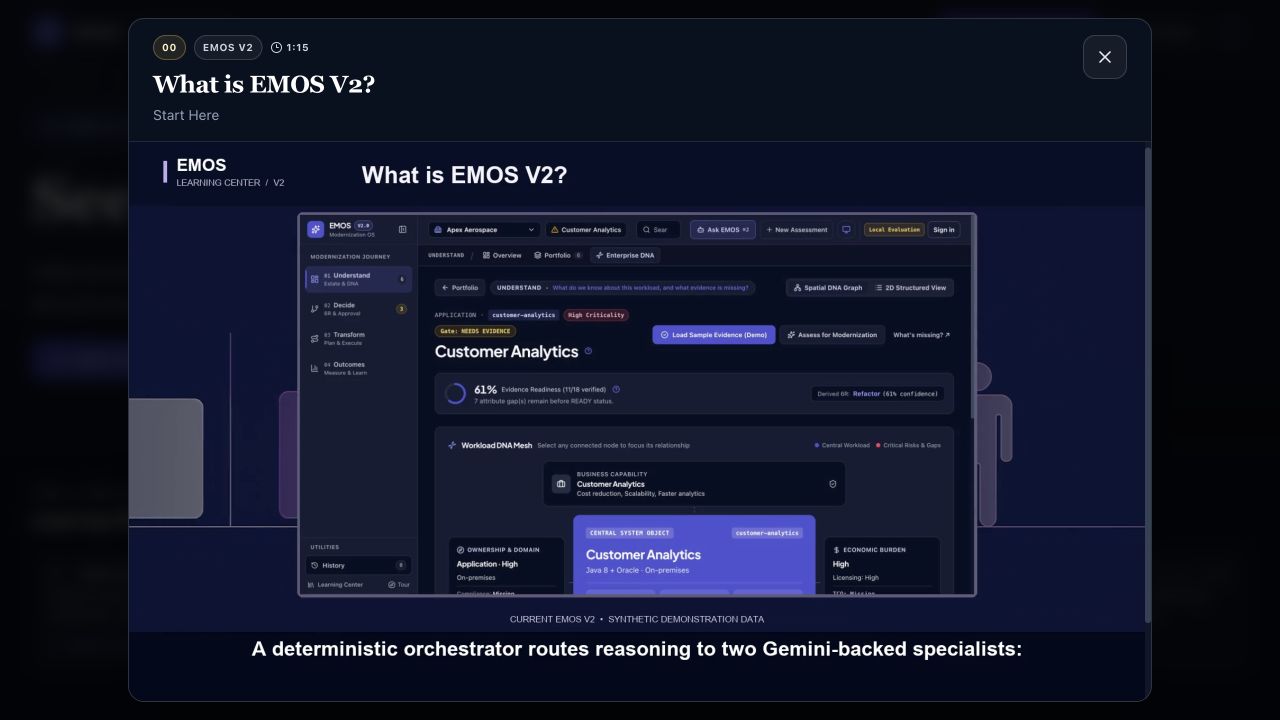 00 EMOS V2 1:15
What is EMOS V2?
Start Here
EMOS
LEARNING CENTER / V2
What is EMOS V2?
EMOS V2.0
Modernization OS
Apex Aerospace
Customer Analytics
Sear
Ask EMOS
New Assessment
Local Evaluation
Sign in
MODERNIZATION JOURNEY
01 Understand
Estate & DNA
6
02 Decide
6R & Approval
3
03 Transform
Plan & Execute
04 Outcomes
Measure & Learn
UTILITIES
History 0
Learning Center
Tour
UNDERSTAND / Overview Portfolio 0 Enterprise DNA
← Portfolio
UNDERSTAND • What do we know about this workload, and what evidence is missing?
Spatial DNA Graph 2D Structured View
APPLICATION · customer-analytics High Criticality
Gate: NEEDS EVIDENCE
Customer Analytics
Load Sample Evidence (Demo) Assess for Modernization What's missing? ↗
61% Evidence Readiness (11/18 verified)
7 attribute gap(s) remain before READY status.
Derived 6R: Refactor (61% confidence)
Workload DNA Mesh Select any connected node to focus its relationship
Central Workload Critical Risks & Gaps
BUSINESS CAPABILITY
Customer Analytics
Cost reduction, Scalability, Faster analytics
OWNERSHIP & DOMAIN
Application · High
On-premises
Compliance: Missing
CENTRAL SYSTEM OBJECT customer-analytics
Customer Analytics
Java 8 + Oracle · On-premises
ECONOMIC BURDEN
High
Licensing: High
TCO: Missing
CURRENT EMOS V2 • SYNTHETIC DEMONSTRATION DATA
A deterministic orchestrator routes reasoning to two Gemini-backed specialists: